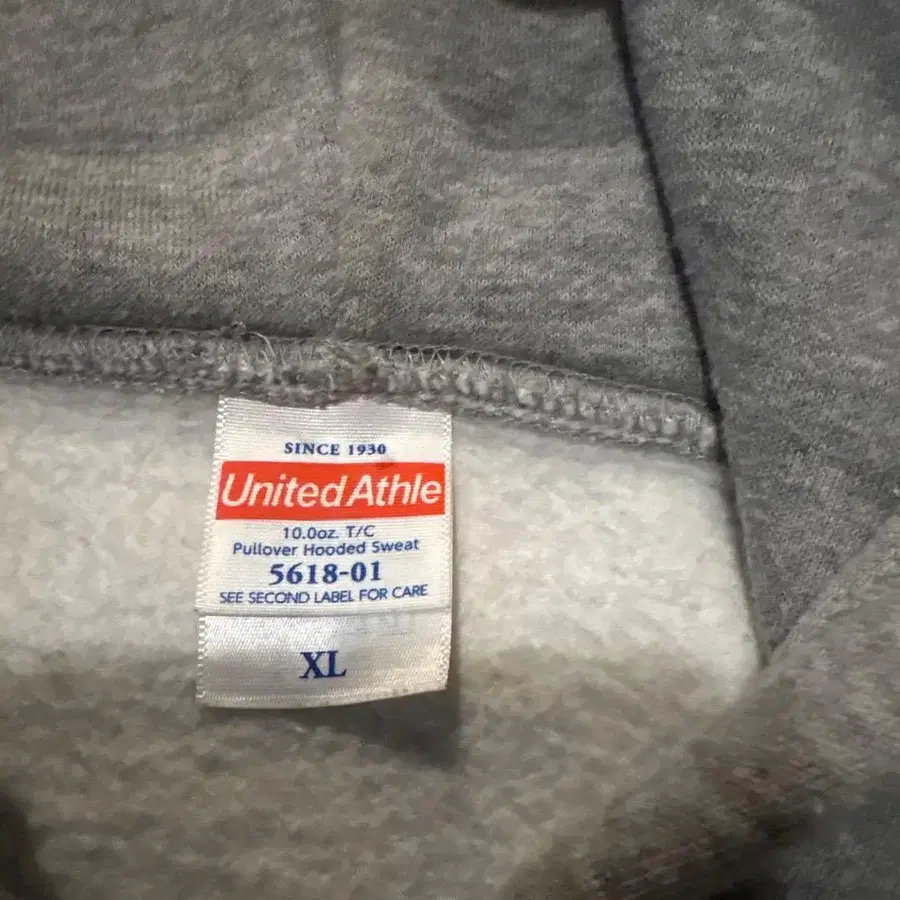 SINCE 1930
United Athle
10.0oz. T/C
Pullover Hooded Sweat
5618-01
SEE SECOND LABEL FOR CARE
XL